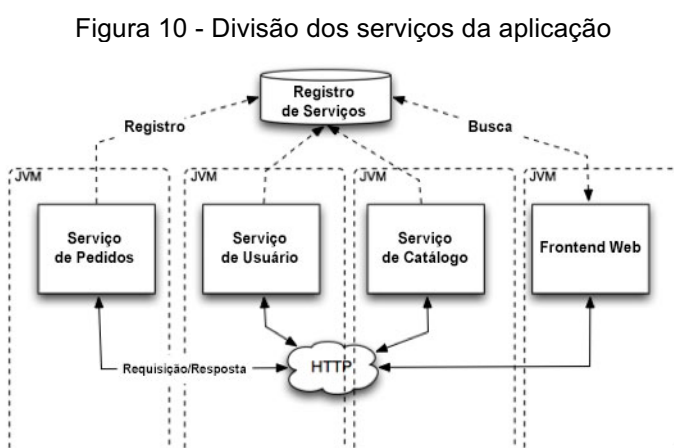 Figura 10 - Divisão dos serviços da aplicação
Registro
de Serviços
Registro
Busca
JVM
JVM
JVM
JVM
Serviço
de Pedidos
Serviço
de Usuário
Serviço
de Catálogo
Frontend Web
Requisição/Resposta
HTTP